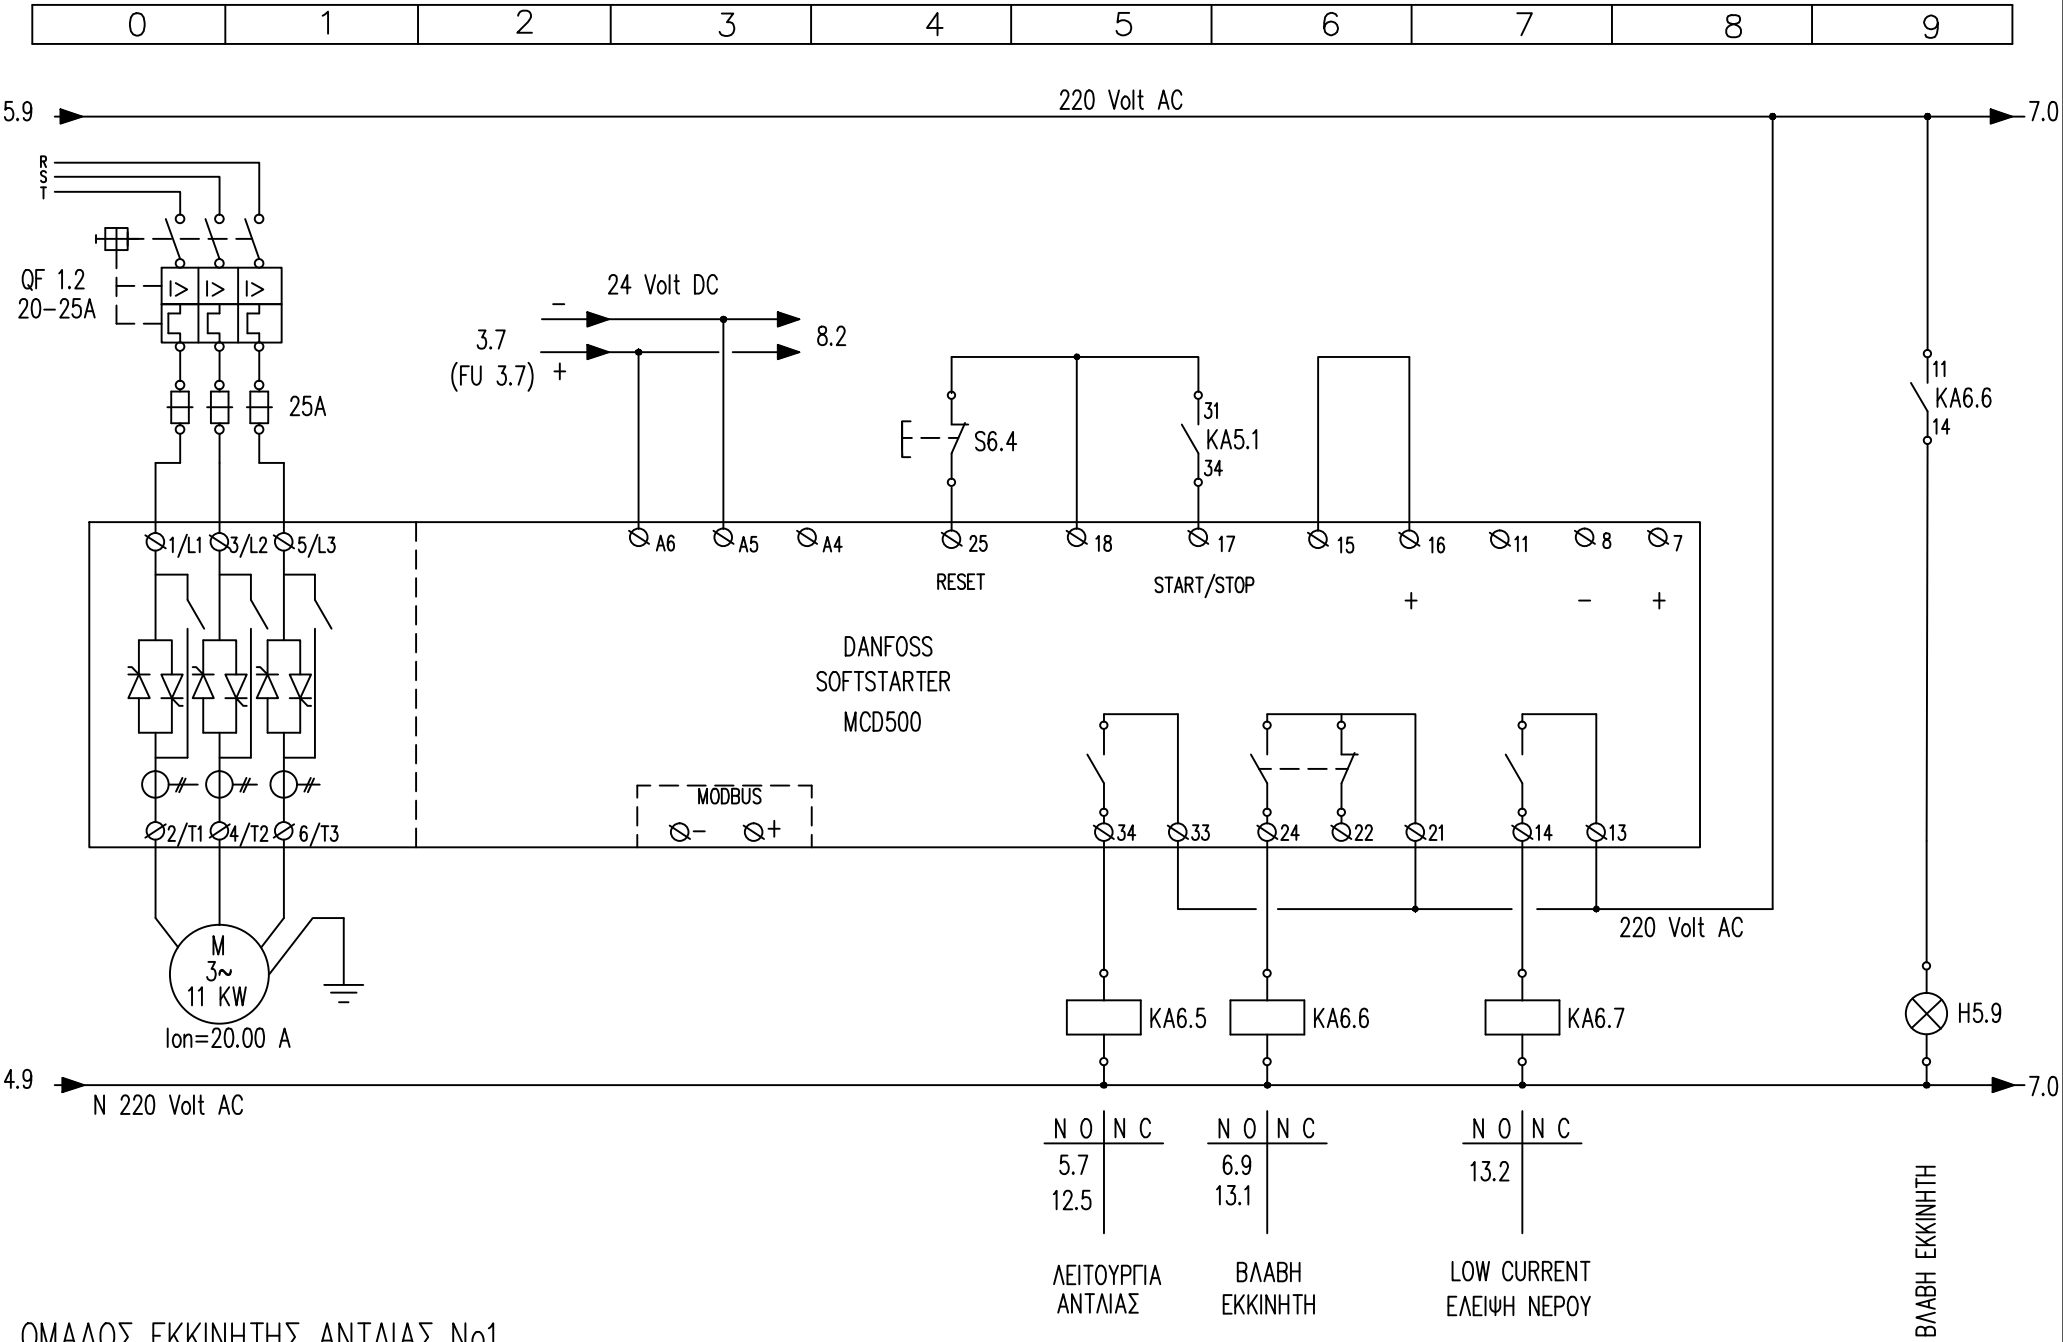 0 1 2 3 4 5 6 7 8 9
220 Volt AC
5.9
7.0
R
S
T
QF 1.2
20-25A
I> I> I>
24 Volt DC
−
3.7
(FU 3.7)
+
8.2
25A
S6.4
31
KA5.1
34
11
KA6.6
14
1/L1 3/L2 5/L3
A6 A5 A4 25 18 17 15 16 11 8 7
RESET
START/STOP
+ − +
DANFOSS
SOFTSTARTER
MCD500
MODBUS
− +
2/T1 4/T2 6/T3
34 33 24 22 21 14 13
220 Volt AC
M
3~
11 KW
Ion=20.00 A
KA6.5
KA6.6
KA6.7
H5.9
4.9
7.0
N 220 Volt AC
N O N C
5.7
12.5
N O N C
6.9
13.1
N O N C
13.2
ΛΕΙΤΟΥΡΓΙΑ
ΑΝΤΛΙΑΣ
ΒΛΑΒΗ
ΕΚΚΙΝΗΤΗ
LOW CURRENT
ΕΛΕΙΨΗ ΝΕΡΟΥ
ΒΛΑΒΗ ΕΚΚΙΝΗΤΗ
ΟΜΑΛΟΣ ΕΚΚΙΝΗΤΗΣ ΑΝΤΛΙΑΣ No1